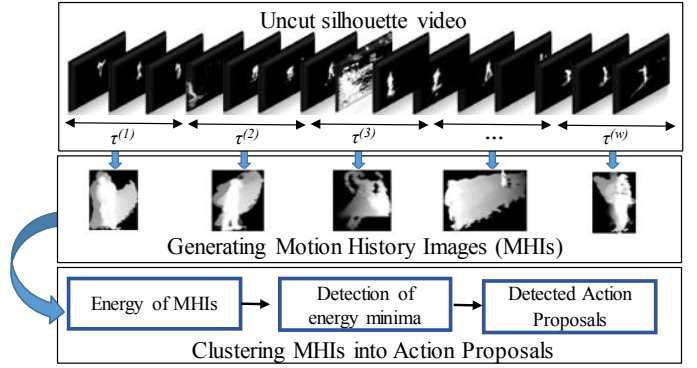 Uncut silhouette video
τ(1) τ(2) τ(3) ... τ(w)
Generating Motion History Images (MHIs)
Energy of MHIs
Detection of
energy minima
Detected Action
Proposals
Clustering MHIs into Action Proposals